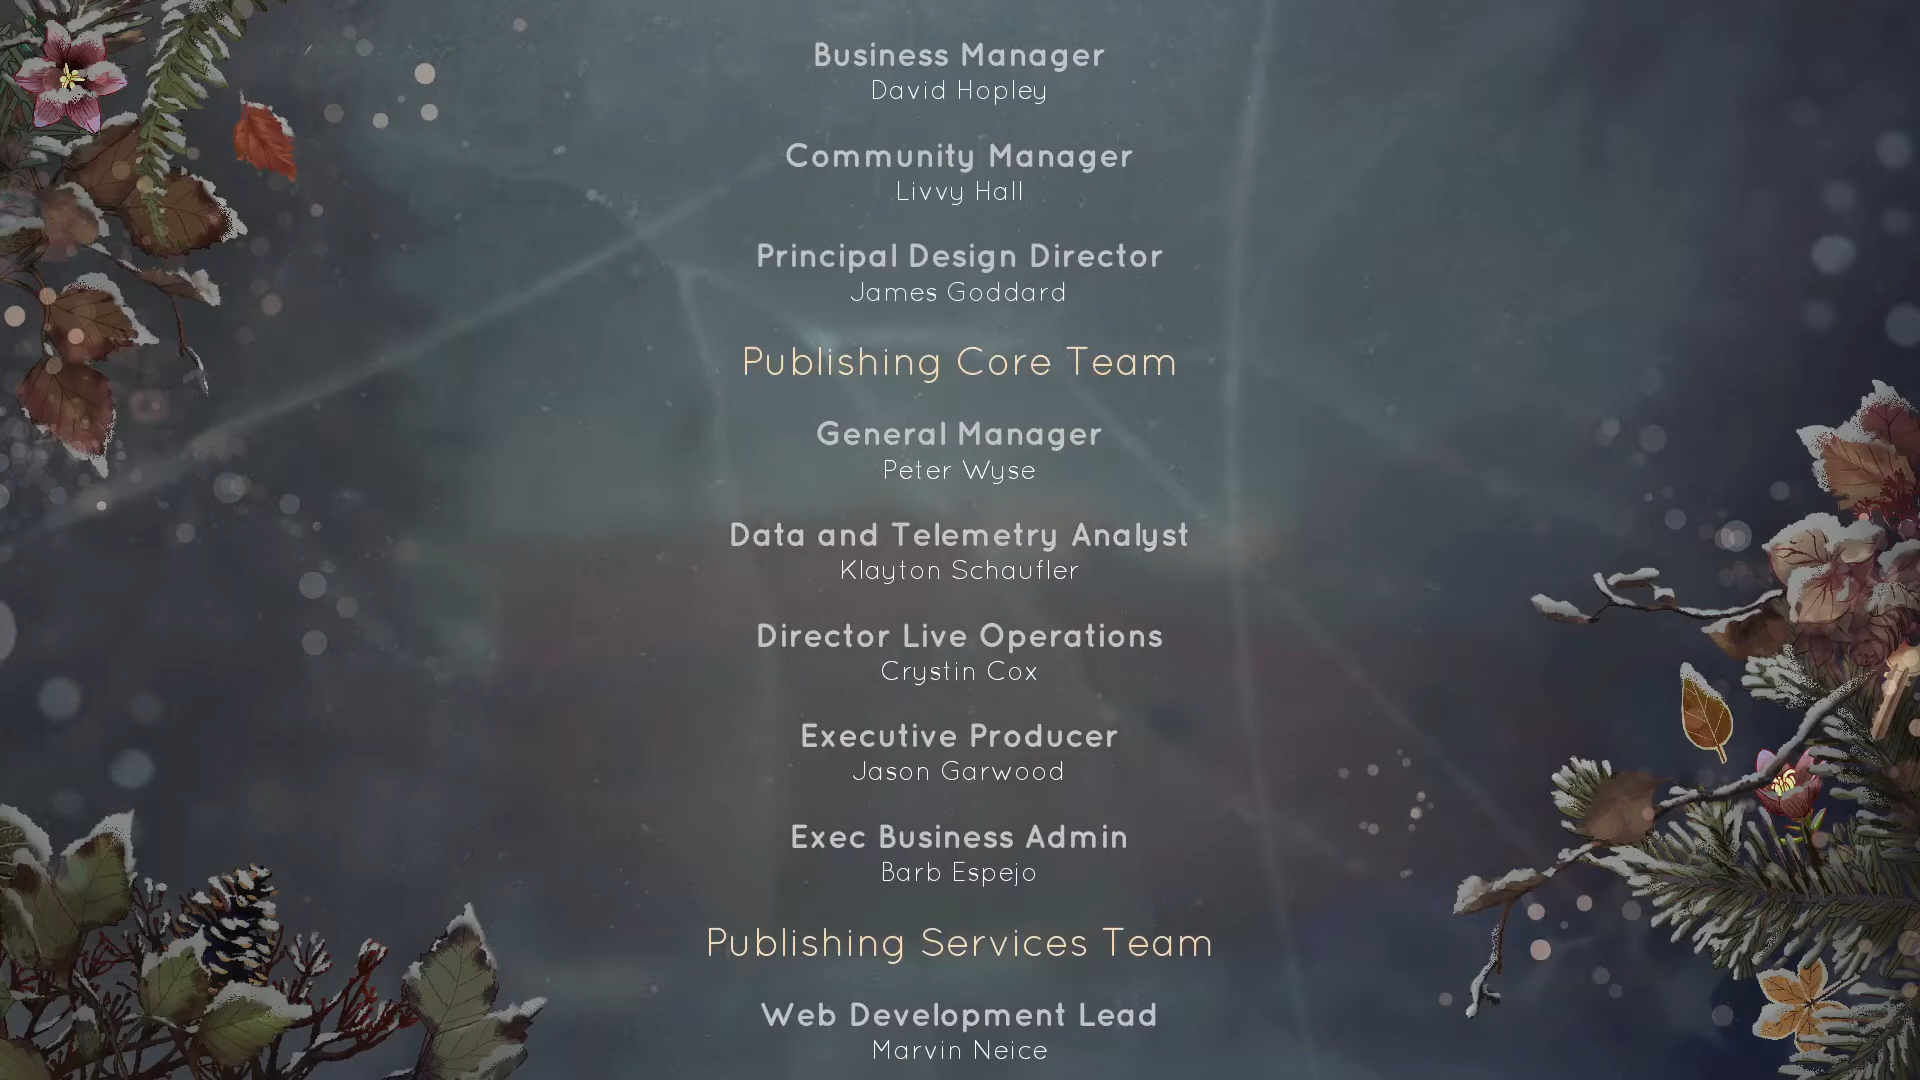 Business Manager
David Hopley
Community Manager
Livvy Hall
Principal Design Director
James Goddard
Publishing Core Team
General Manager
Peter Wyse
Data and Telemetry Analyst
Klayton Schaufler
Director Live Operations
Crystin Cox
Executive Producer
Jason Garwood
Exec Business Admin
Barb Espejo
Publishing Services Team
Web Development Lead
Marvin Neice